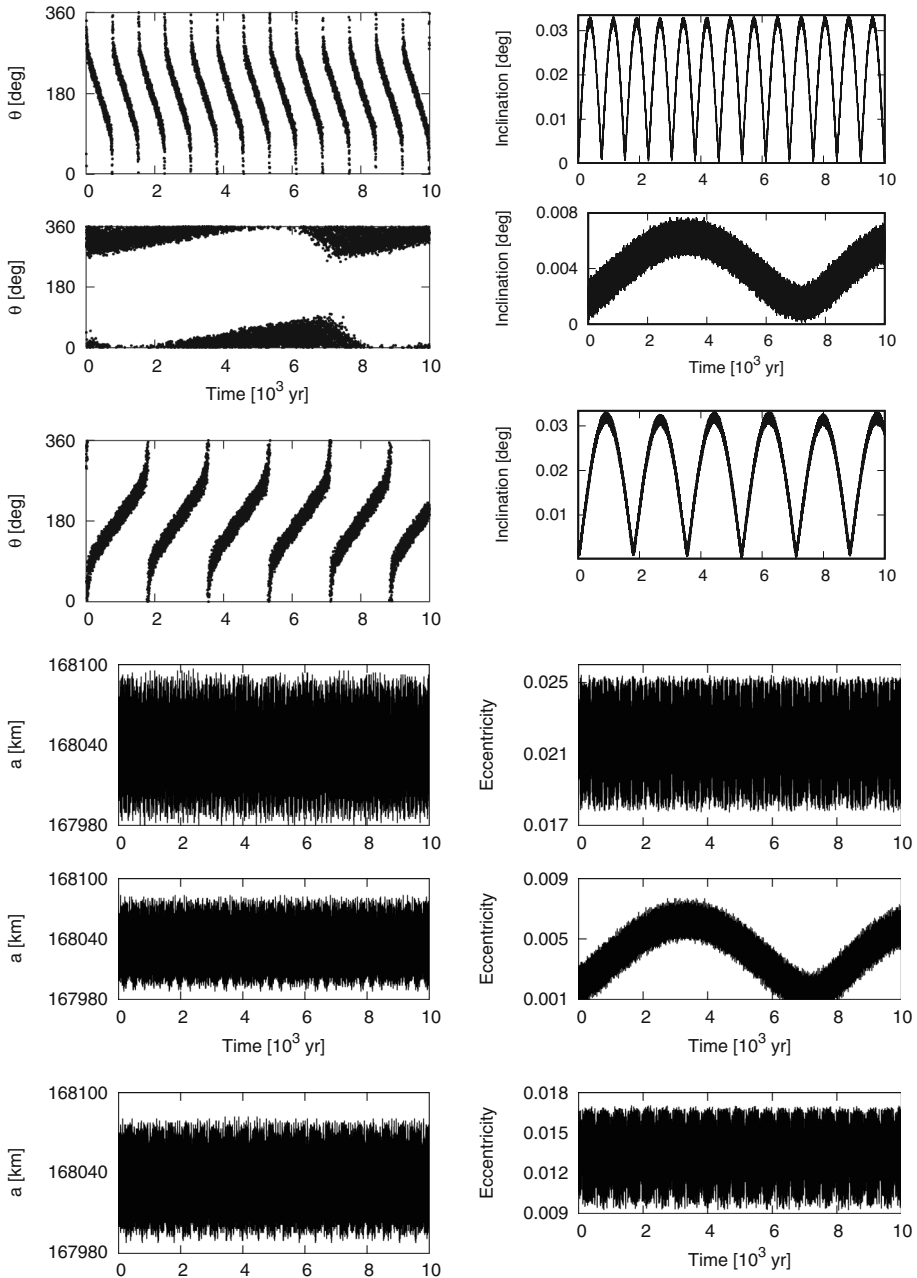 360
180
0
θ [deg]
0 2 4 6 8 10
0.03
0.02
0.01
0
Inclination [deg]
0 2 4 6 8 10
360
180
0
θ [deg]
0 2 4 6 8 10
Time [10³ yr]
0.008
0.004
0
Inclination [deg]
0 2 4 6 8 10
Time [10³ yr]
360
180
0
θ [deg]
0 2 4 6 8 10
0.03
0.02
0.01
Inclination [deg]
0 2 4 6 8 10
168100
168040
167980
a [km]
0 2 4 6 8 10
0.025
0.021
0.017
Eccentricity
0 2 4 6 8 10
168100
168040
167980
a [km]
0 2 4 6 8 10
Time [10³ yr]
0.009
0.005
0.001
Eccentricity
0 2 4 6 8 10
Time [10³ yr]
168100
168040
167980
a [km]
0 2 4 6 8 10
0.018
0.015
0.012
0.009
Eccentricity
0 2 4 6 8 10
Time [10³ yr]